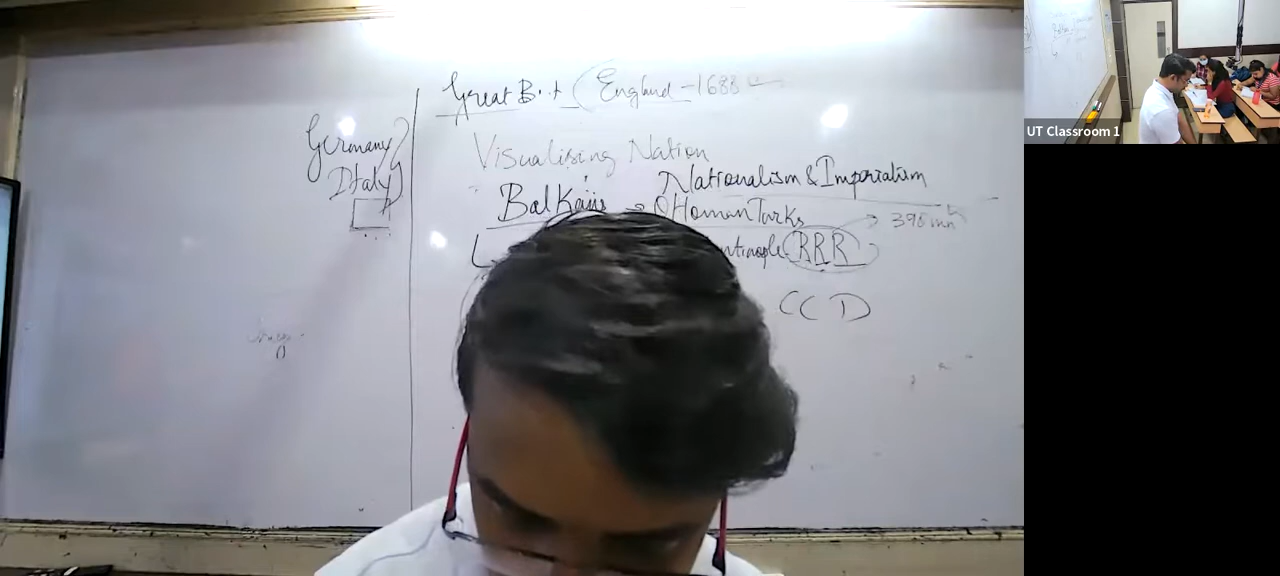 Germany
Italy
Great Brit (England - 1688
Visualising Nation
Nationalism & Imperialism
Balkans → Ottoman Turks
RRR → 396 mn
CCD
UT Classroom 1